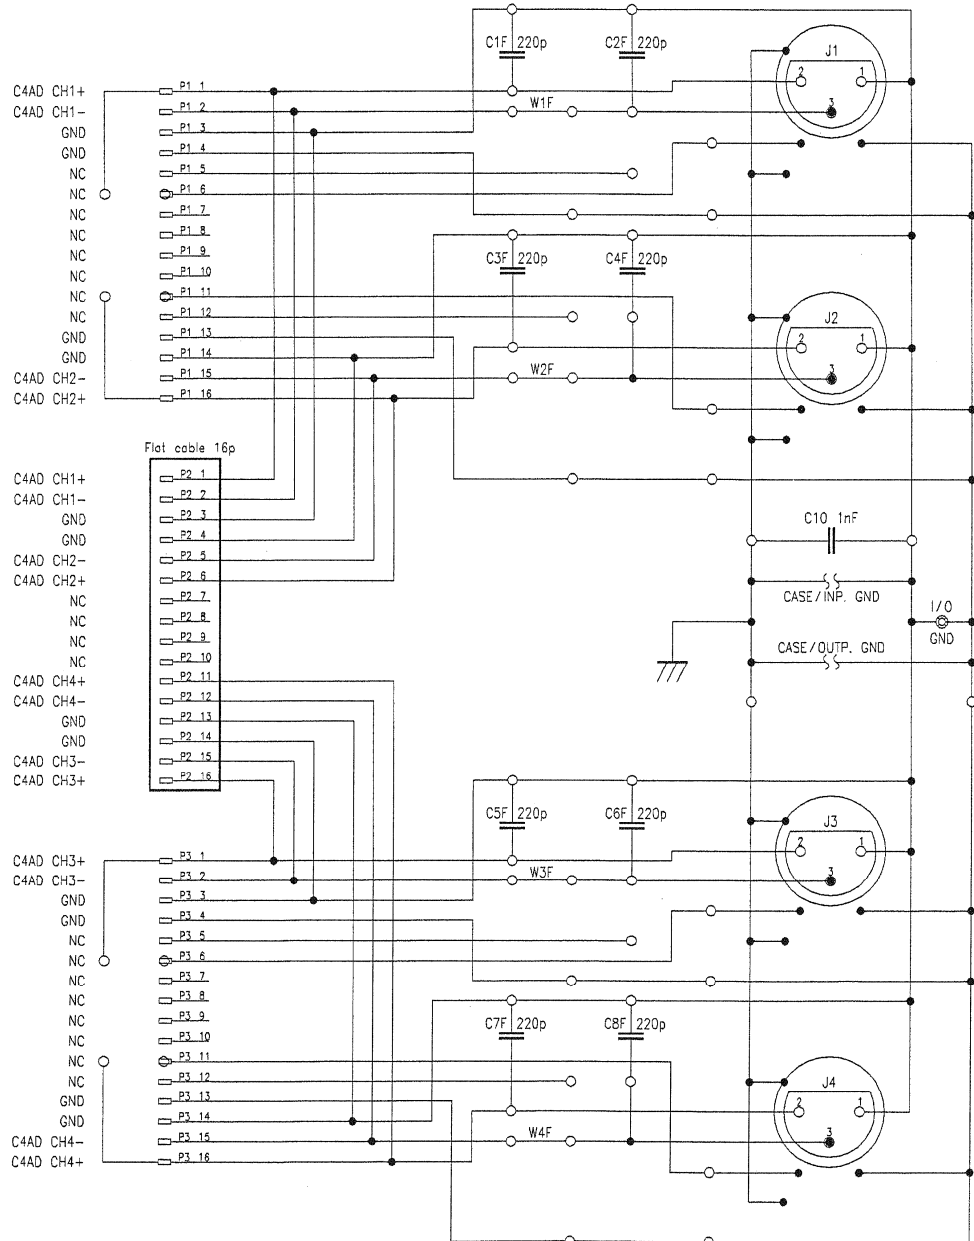 C1F 220p C2F 220p J1
2 1
C4AD CH1+ P1 1
C4AD CH1- P1 2 W1F 3
GND P1 3
GND P1 4
NC P1 5
NC P1 6
NC P1 7
NC P1 8
NC P1 9 C3F 220p C4F 220p
NC P1 10
NC P1 11
NC P1 12 J2
GND P1 13
GND P1 14 2 1
C4AD CH2- P1 15 W2F 3
C4AD CH2+ P1 16
Flat cable 16p
C4AD CH1+ P2 1
C4AD CH1- P2 2
GND P2 3 C10 1nF
GND P2 4
C4AD CH2- P2 5
C4AD CH2+ P2 6
NC P2 7 CASE/INP. GND
NC P2 8 I/O
NC P2 9 GND
NC P2 10 CASE/OUTP. GND
C4AD CH4+ P2 11
C4AD CH4- P2 12
GND P2 13
GND P2 14
C4AD CH3- P2 15
C4AD CH3+ P2 16
C5F 220p C6F 220p J3
2 1
C4AD CH3+ P3 1
C4AD CH3- P3 2 W3F 3
GND P3 3
GND P3 4
NC P3 5
NC P3 6
NC P3 7
NC P3 8
NC P3 9 C7F 220p C8F 220p
NC P3 10
NC P3 11
NC P3 12 J4
GND P3 13
GND P3 14 2 1
C4AD CH4- P3 15 W4F 3
C4AD CH4+ P3 16